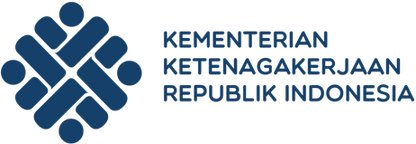 KEMENTERIAN
KETENAGAKERJAAN
REPUBLIK INDONESIA